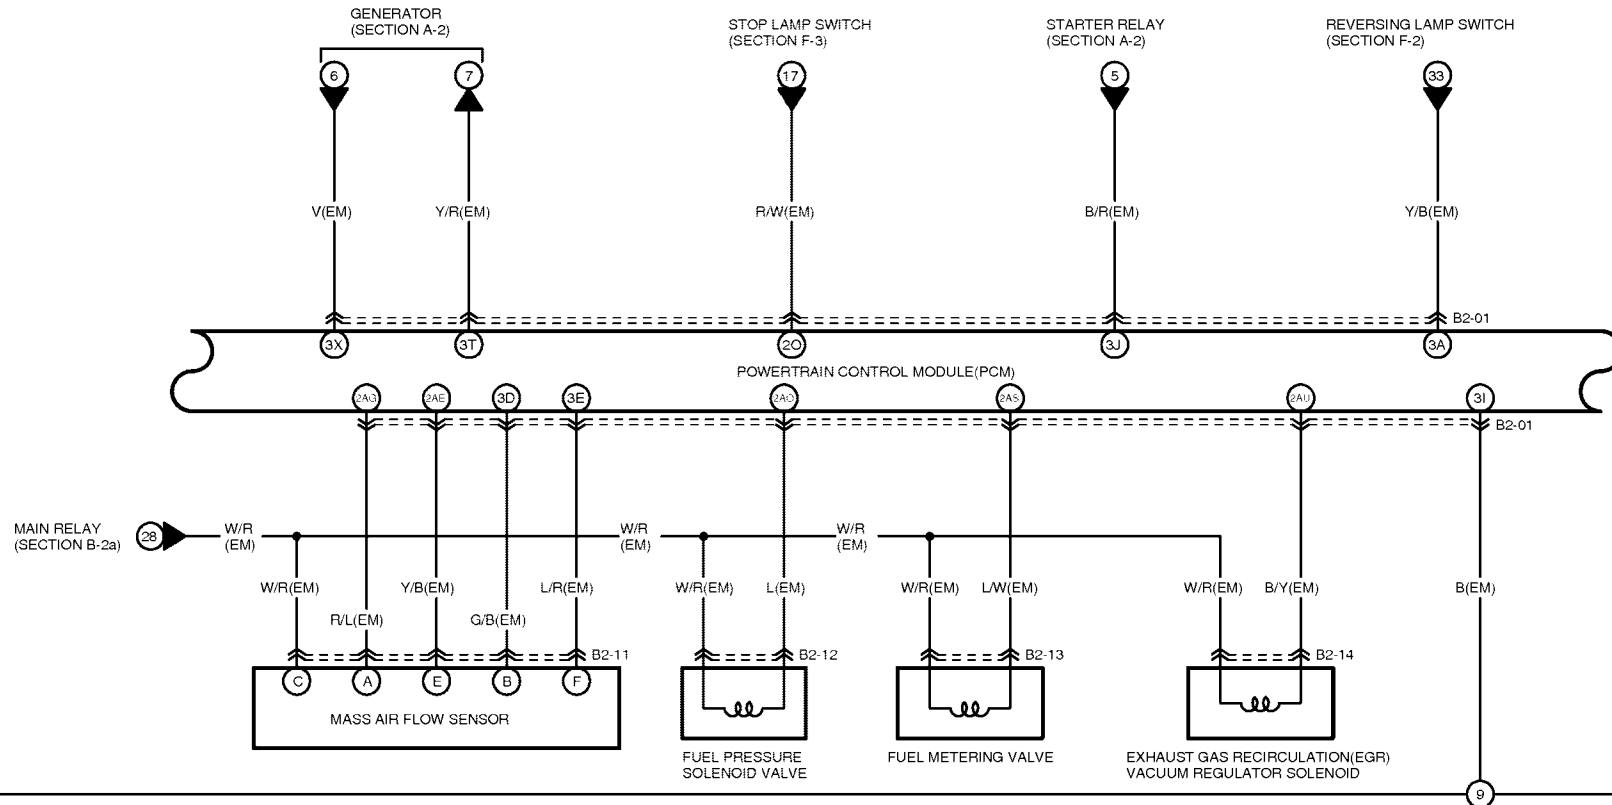 GENERATOR
(SECTION A-2)
STOP LAMP SWITCH
(SECTION F-3)
STARTER RELAY
(SECTION A-2)
REVERSING LAMP SWITCH
(SECTION F-2)
6
7
17
5
33
V(EM)
Y/R(EM)
R/W(EM)
B/R(EM)
Y/B(EM)
B2-01
3X
3T
2O
3J
3A
POWERTRAIN CONTROL MODULE(PCM)
2AG
2AE
3D
3E
2AO
2AS
2AU
3I
B2-01
MAIN RELAY
(SECTION B-2a)
28
W/R
(EM)
W/R
(EM)
W/R
(EM)
W/R(EM)
Y/B(EM)
L/R(EM)
W/R(EM)
L(EM)
W/R(EM)
L/W(EM)
W/R(EM)
B/Y(EM)
B(EM)
R/L(EM)
G/B(EM)
B2-11
B2-12
B2-13
B2-14
C
A
E
B
F
MASS AIR FLOW SENSOR
FUEL PRESSURE
SOLENOID VALVE
FUEL METERING VALVE
EXHAUST GAS RECIRCULATION(EGR)
VACUUM REGULATOR SOLENOID
9